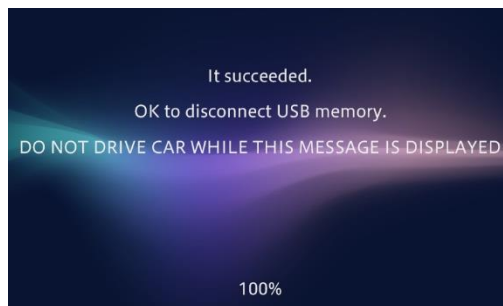 It succeeded.
OK to disconnect USB memory.
DO NOT DRIVE CAR WHILE THIS MESSAGE IS DISPLAYED
100%